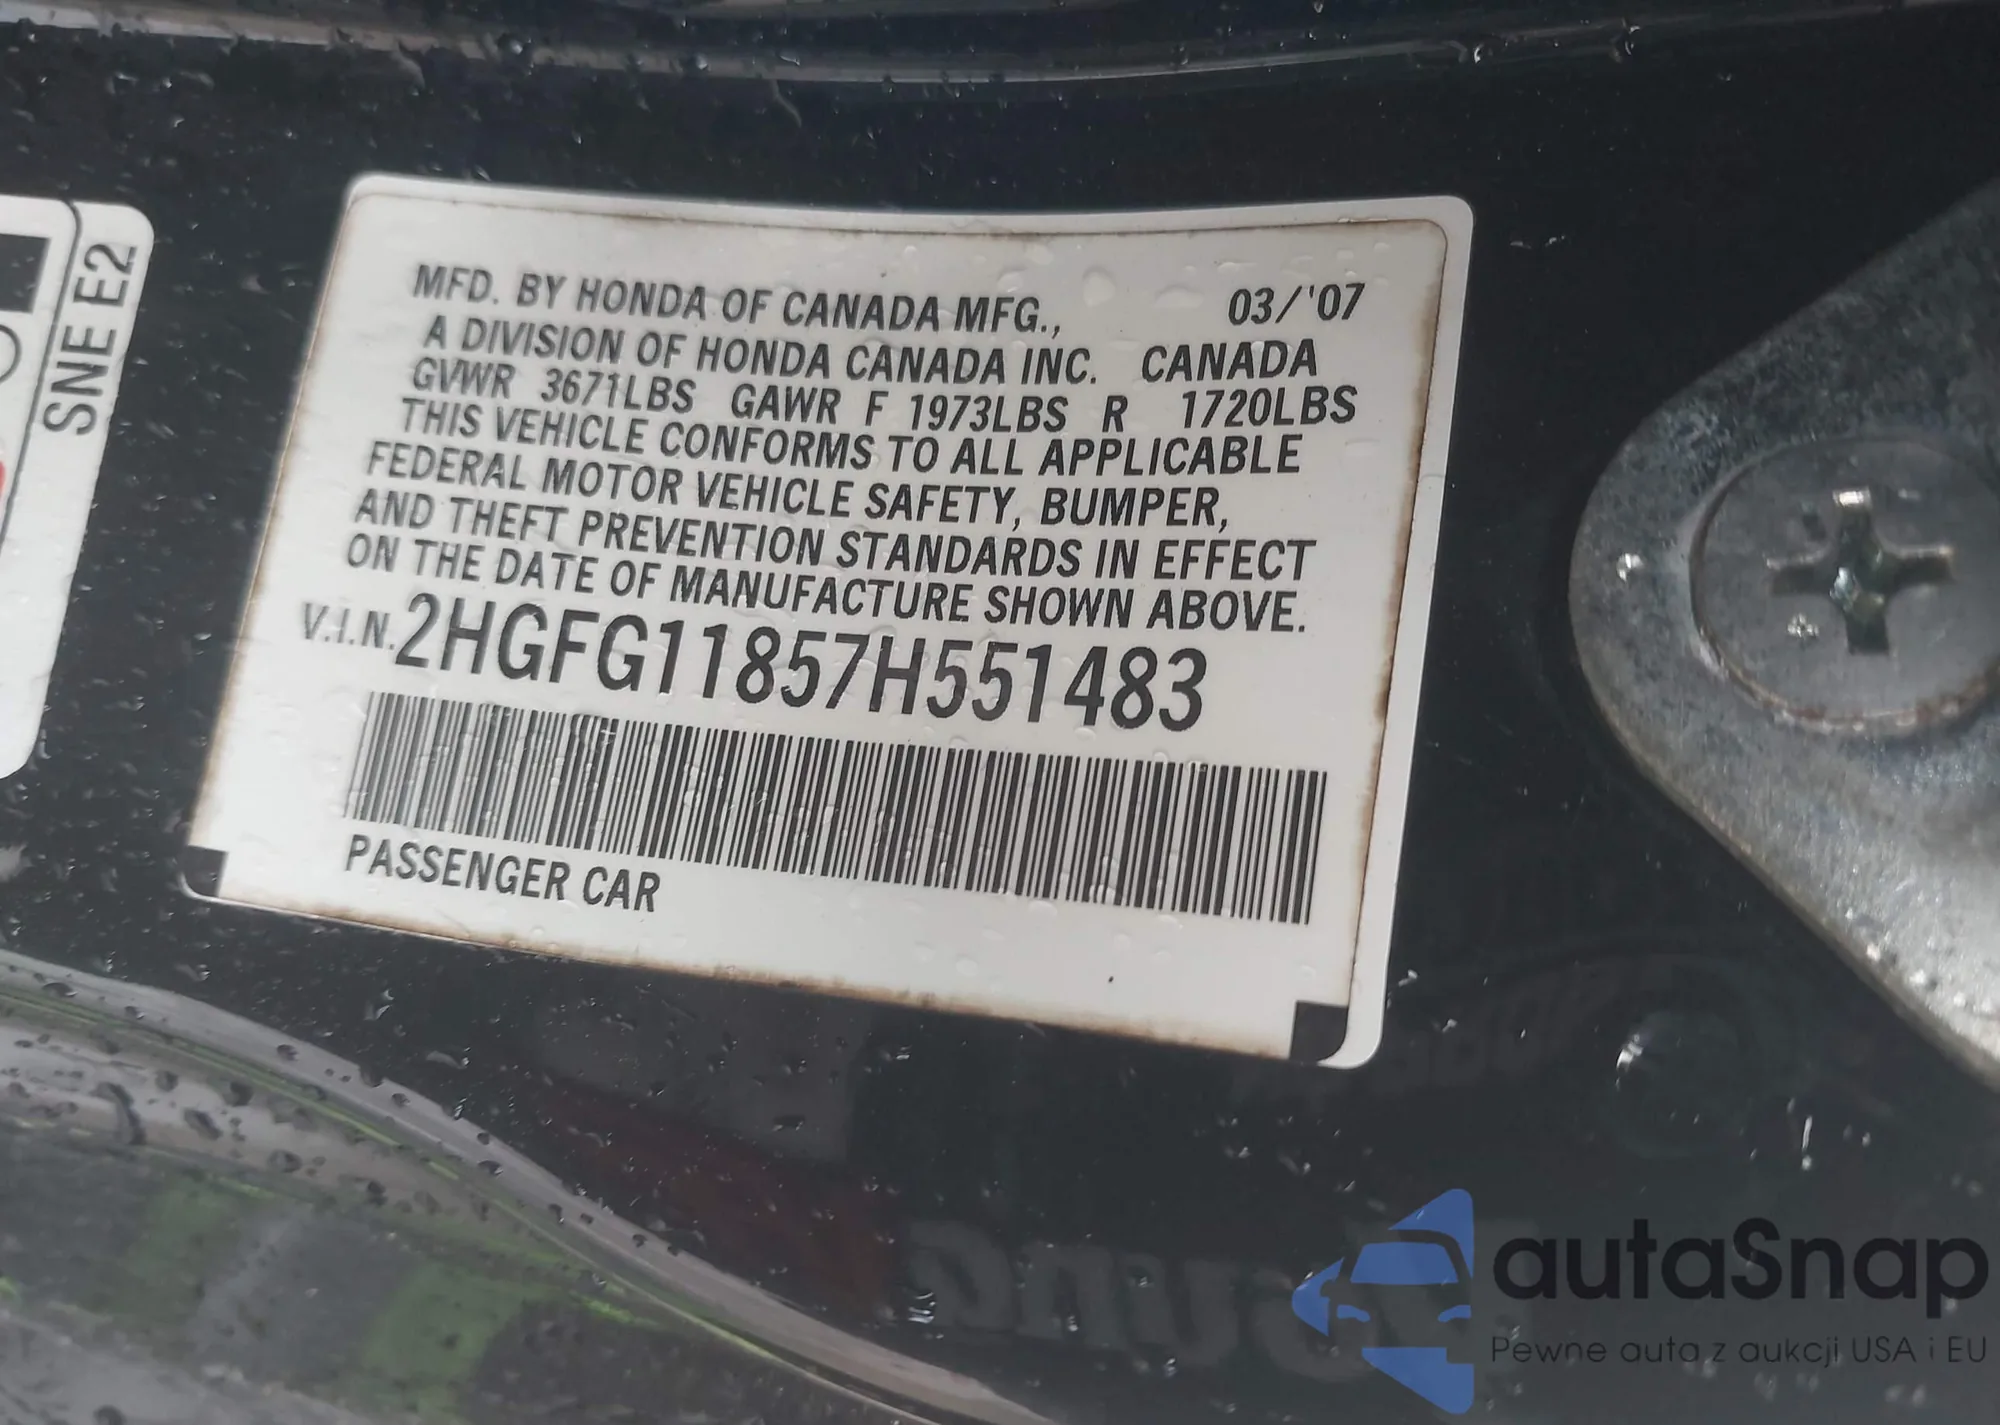 SNE E2
MFD. BY HONDA OF CANADA MFG., 03/'07
A DIVISION OF HONDA CANADA INC. CANADA
GVWR 3671LBS GAWR F 1973LBS R 1720LBS
THIS VEHICLE CONFORMS TO ALL APPLICABLE
FEDERAL MOTOR VEHICLE SAFETY, BUMPER,
AND THEFT PREVENTION STANDARDS IN EFFECT
ON THE DATE OF MANUFACTURE SHOWN ABOVE.
V.I.N. 2HGFG11857H551483
PASSENGER CAR
autaSnap
Pewne auta z aukcji USA i EU